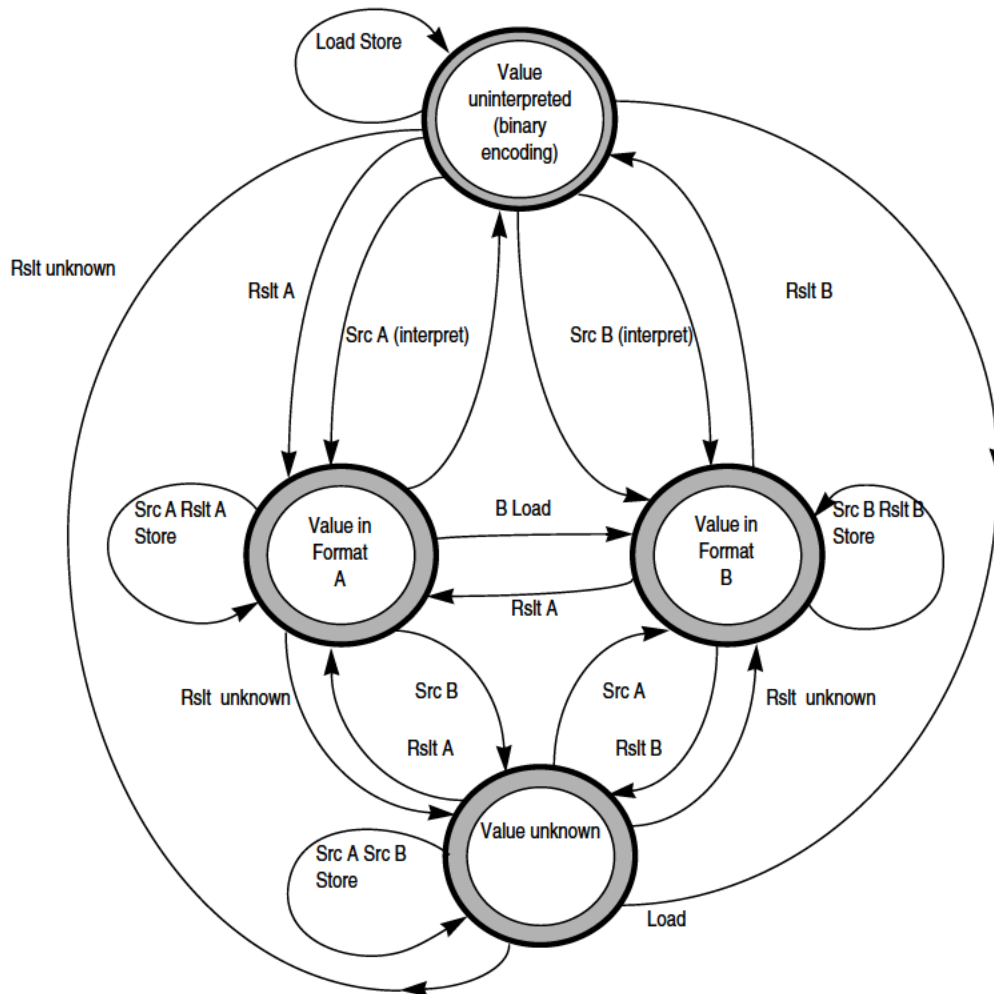 Load Store
Value
uninterpreted
(binary
encoding)
Rslt unknown
Rslt A
Rslt B
Src A (interpret)
Src B (interpret)
Src A Rslt A
Store
Value in
Format
A
B Load
Value in
Format
B
Src B Rslt B
Store
Rslt A
Rslt unknown
Src B
Src A
Rslt unknown
Rslt A
Rslt B
Value unknown
Src A Src B
Store
Load